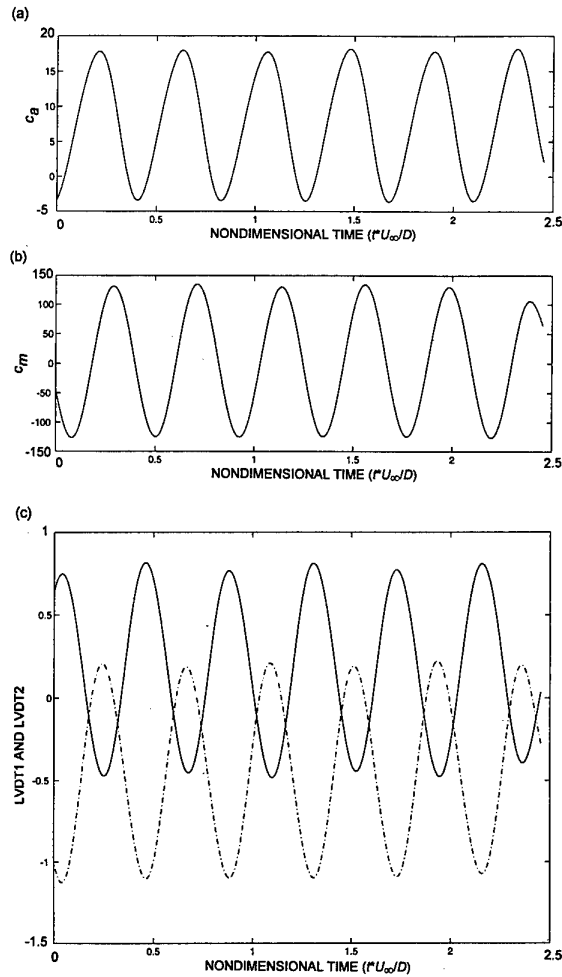 (a)
20
15
10
5
0
-5
c_a
0 0.5 1 1.5 2 2.5
NONDIMENSIONAL TIME (t*U∞/D)
(b)
150
100
50
0
-50
-100
-150
c_m
0 0.5 1 1.5 2 2.5
NONDIMENSIONAL TIME (t*U∞/D)
(c)
1
0.5
0
-0.5
-1
-1.5
LVDT1 AND LVDT2
0 0.5 1 1.5 2 2.5
NONDIMENSIONAL TIME (t*U∞/D)